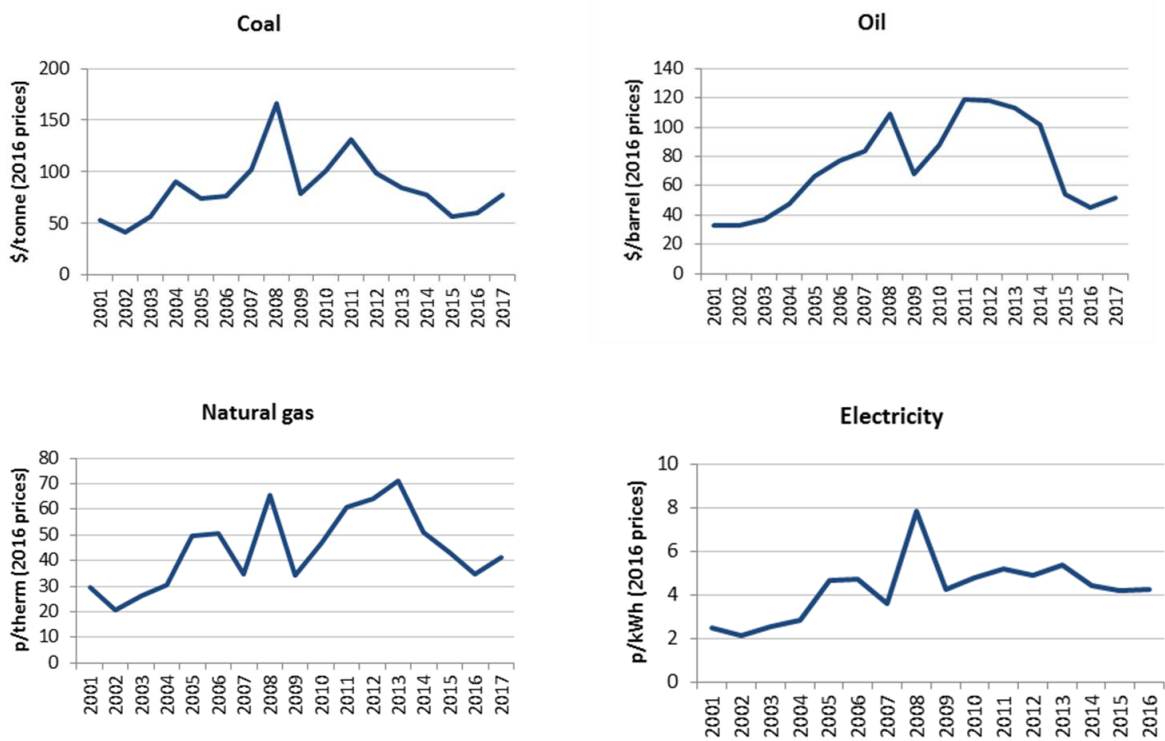 Coal
$/tonne (2016 prices)
200
150
100
50
0
2001 2002 2003 2004 2005 2006 2007 2008 2009 2010 2011 2012 2013 2014 2015 2016 2017
Oil
$/barrel (2016 prices)
140
120
100
80
60
40
20
0
2001 2002 2003 2004 2005 2006 2007 2008 2009 2010 2011 2012 2013 2014 2015 2016 2017
Natural gas
p/therm (2016 prices)
80
70
60
50
40
30
20
10
0
2001 2002 2003 2004 2005 2006 2007 2008 2009 2010 2011 2012 2013 2014 2015 2016 2017
Electricity
p/kWh (2016 prices)
10
8
6
4
2
0
2001 2002 2003 2004 2005 2006 2007 2008 2009 2010 2011 2012 2013 2014 2015 2016